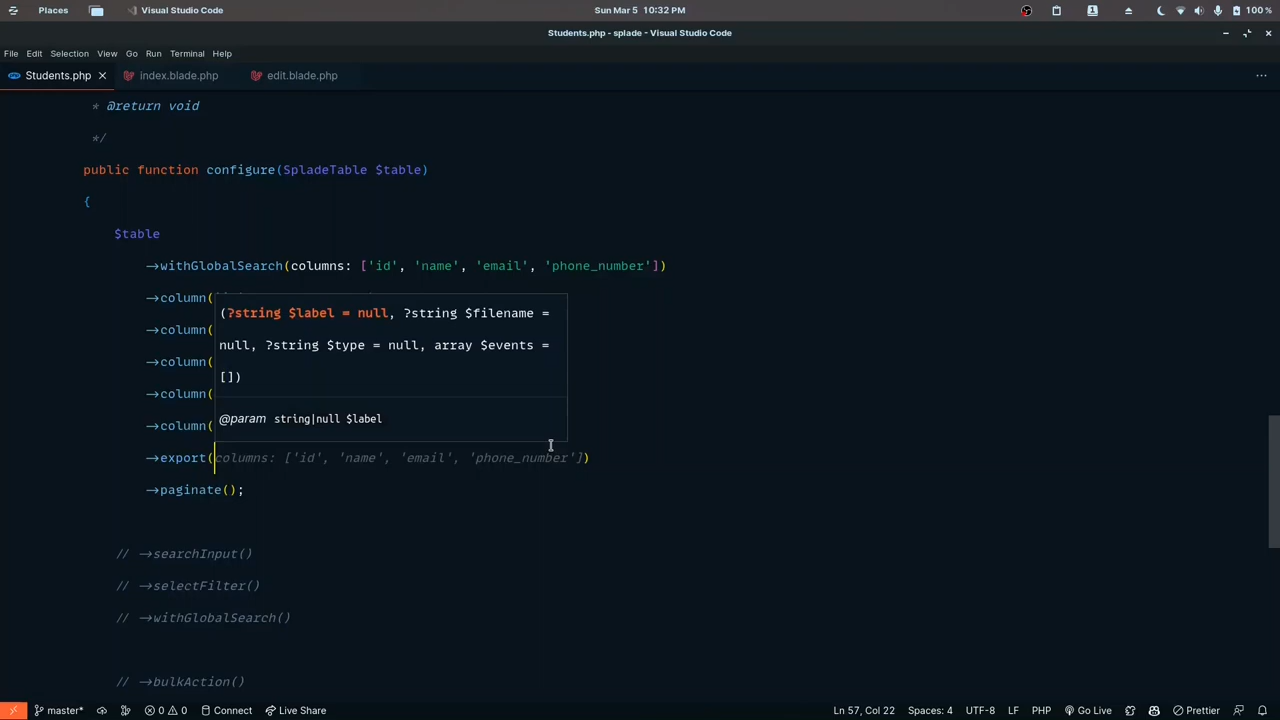 Places
Visual Studio Code
Sun Mar 5 10:32 PM
100 %
Students.php - splade - Visual Studio Code
File Edit Selection View Go Run Terminal Help
Students.php
index.blade.php
edit.blade.php
* @return void
*/
public function configure(SpladeTable $table)
{
$table
->withGlobalSearch(columns: ['id', 'name', 'email', 'phone_number'])
->column(
(?string $label = null, ?string $filename =
->column(
null, ?string $type = null, array $events =
->column(
[])
->column(
@param string|null $label
->column(
->export(columns: ['id', 'name', 'email', 'phone_number'])
->paginate();
// ->searchInput()
// ->selectFilter()
// ->withGlobalSearch()
// ->bulkAction()
master* 0 0 Connect Live Share Ln 57, Col 22 Spaces: 4 UTF-8 LF PHP Go Live Prettier